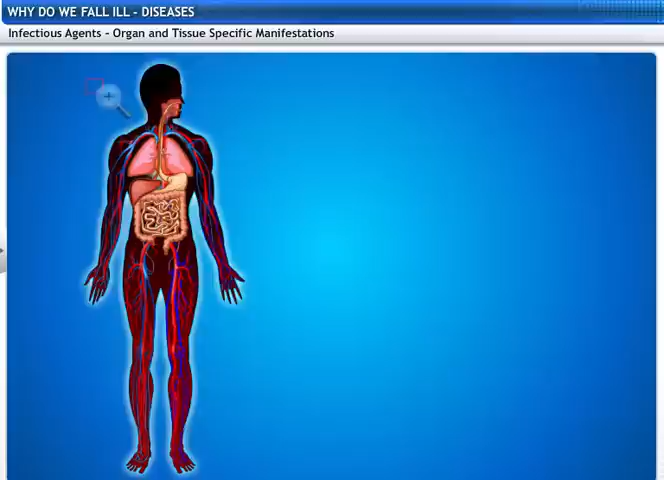 WHY DO WE FALL ILL - DISEASES
Infectious Agents - Organ and Tissue Specific Manifestations